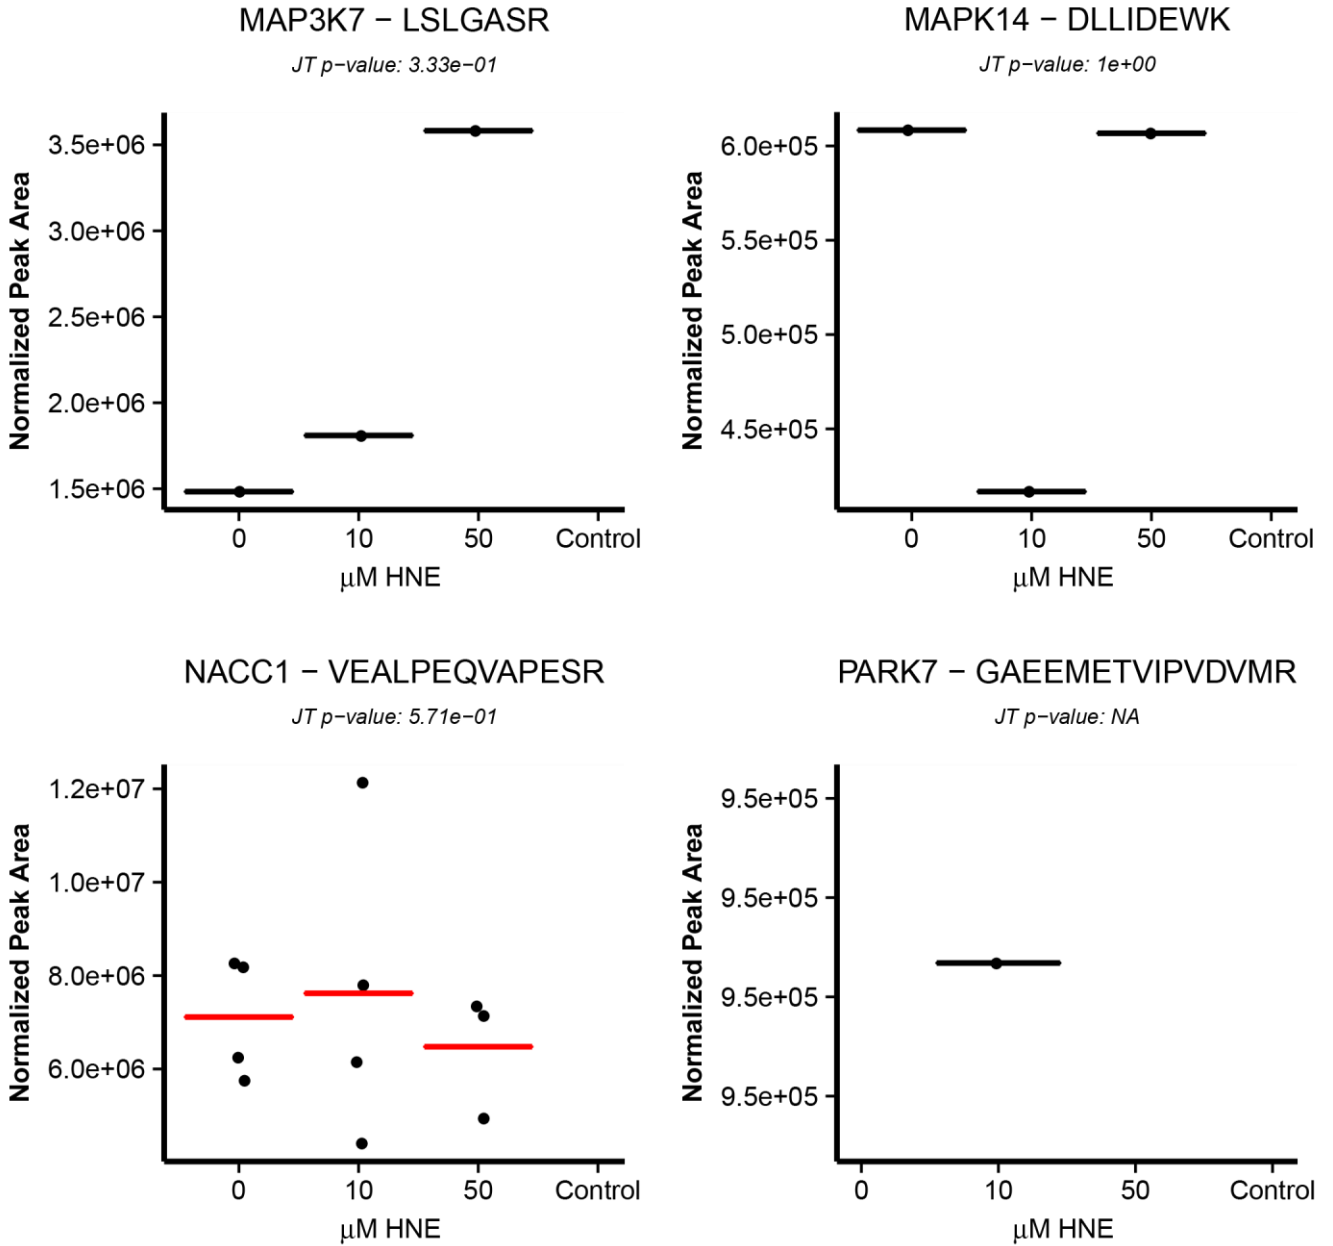 MAP3K7 − LSLGASR
JT p−value: 3.33e−01
Normalized Peak Area
3.5e+06
3.0e+06
2.5e+06
2.0e+06
1.5e+06
0 10 50 Control
μM HNE
MAPK14 − DLLIDEWK
JT p−value: 1e+00
Normalized Peak Area
6.0e+05
5.5e+05
5.0e+05
4.5e+05
0 10 50 Control
μM HNE
NACC1 − VEALPEQVAPESR
JT p−value: 5.71e−01
Normalized Peak Area
1.2e+07
1.0e+07
8.0e+06
6.0e+06
0 10 50 Control
μM HNE
PARK7 − GAEEMETVIPVDVMR
JT p−value: NA
Normalized Peak Area
9.5e+05
9.5e+05
9.5e+05
9.5e+05
0 10 50 Control
μM HNE